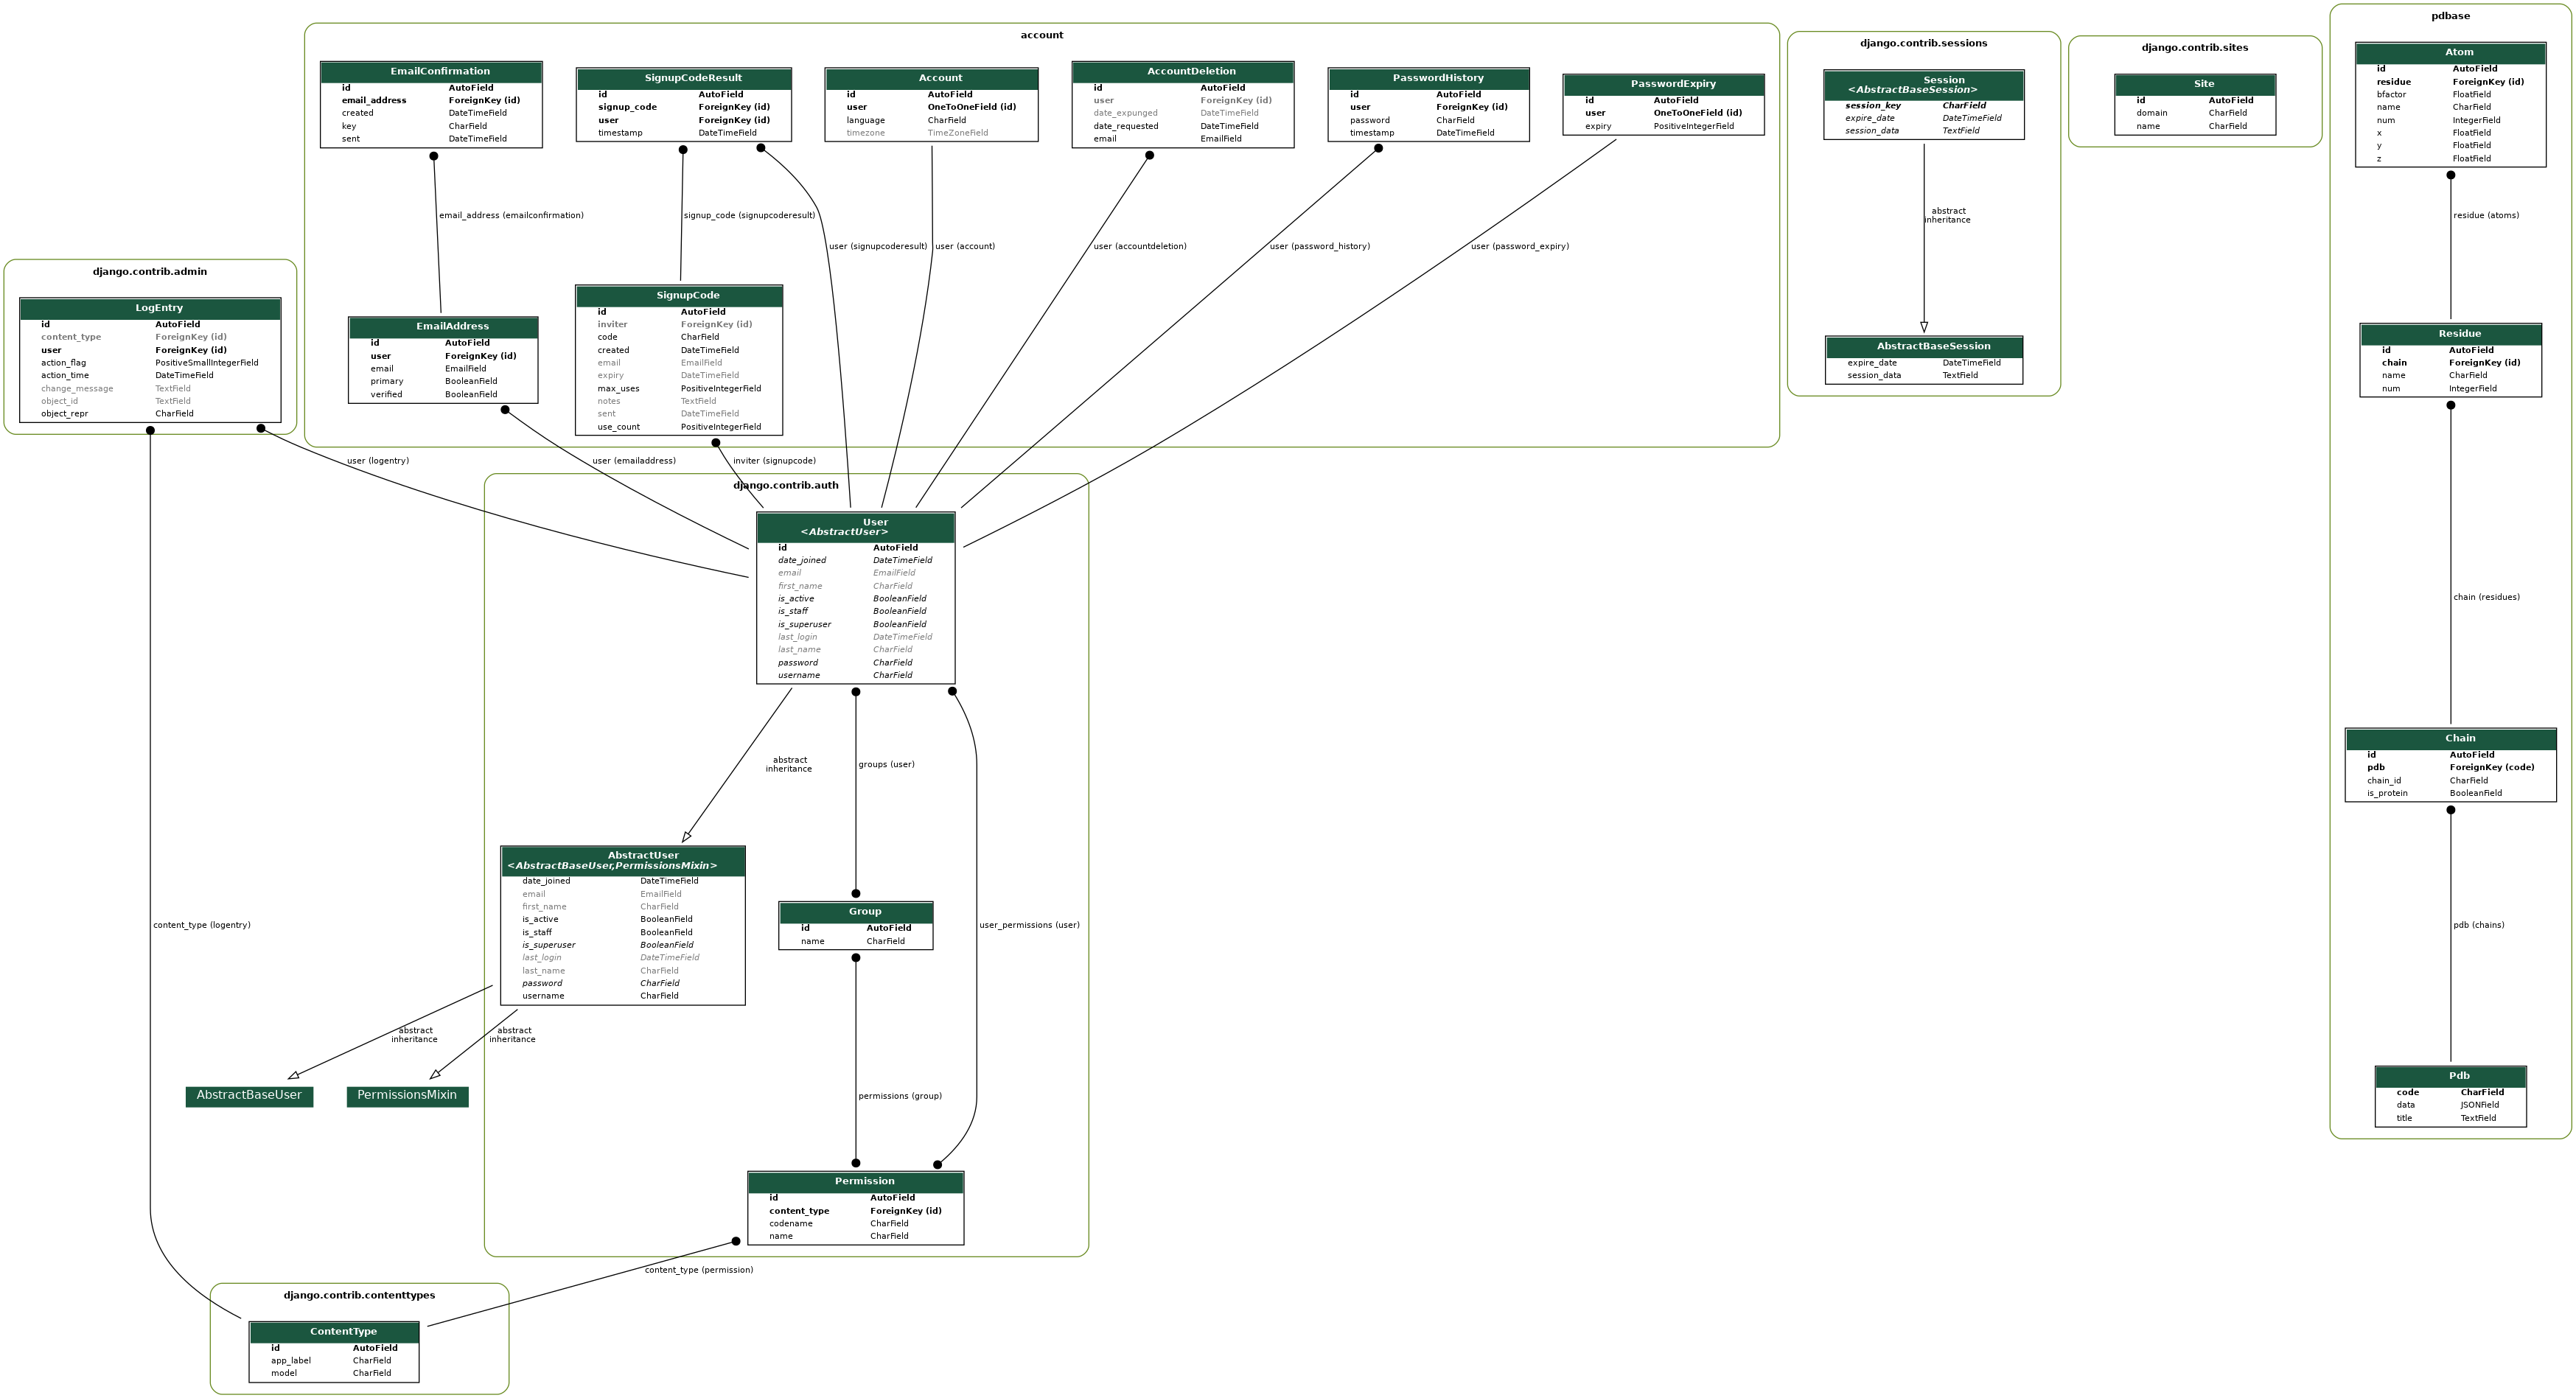 account
EmailConfirmation
id AutoField
email_address ForeignKey (id)
created DateTimeField
key CharField
sent DateTimeField
SignupCodeResult
id AutoField
signup_code ForeignKey (id)
user ForeignKey (id)
timestamp DateTimeField
Account
id AutoField
user OneToOneField (id)
language CharField
timezone TimeZoneField
AccountDeletion
id AutoField
user ForeignKey (id)
date_expunged DateTimeField
date_requested DateTimeField
email EmailField
PasswordHistory
id AutoField
user ForeignKey (id)
password CharField
timestamp DateTimeField
PasswordExpiry
id AutoField
user OneToOneField (id)
expiry PositiveIntegerField
email_address (emailconfirmation)
signup_code (signupcoderesult)
user (signupcoderesult)
user (account)
user (accountdeletion)
user (password_history)
user (password_expiry)
EmailAddress
id AutoField
user ForeignKey (id)
email EmailField
primary BooleanField
verified BooleanField
SignupCode
id AutoField
inviter ForeignKey (id)
code CharField
created DateTimeField
email EmailField
expiry DateTimeField
max_uses PositiveIntegerField
notes TextField
sent DateTimeField
use_count PositiveIntegerField
django.contrib.sessions
Session
<AbstractBaseSession>
session_key CharField
expire_date DateTimeField
session_data TextField
abstract
inheritance
AbstractBaseSession
expire_date DateTimeField
session_data TextField
django.contrib.sites
Site
id AutoField
domain CharField
name CharField
pdbase
Atom
id AutoField
residue ForeignKey (id)
bfactor FloatField
name CharField
num IntegerField
x FloatField
y FloatField
z FloatField
residue (atoms)
Residue
id AutoField
chain ForeignKey (id)
name CharField
num IntegerField
chain (residues)
Chain
id AutoField
pdb ForeignKey (code)
chain_id CharField
is_protein BooleanField
pdb (chains)
Pdb
code CharField
data JSONField
title TextField
django.contrib.admin
LogEntry
id AutoField
content_type ForeignKey (id)
user ForeignKey (id)
action_flag PositiveSmallIntegerField
action_time DateTimeField
change_message TextField
object_id TextField
object_repr CharField
user (logentry)
user (emailaddress)
inviter (signupcode)
django.contrib.auth
User
<AbstractUser>
id AutoField
date_joined DateTimeField
email EmailField
first_name CharField
is_active BooleanField
is_staff BooleanField
is_superuser BooleanField
last_login DateTimeField
last_name CharField
password CharField
username CharField
abstract
inheritance
groups (user)
AbstractUser
<AbstractBaseUser,PermissionsMixin>
date_joined DateTimeField
email EmailField
first_name CharField
is_active BooleanField
is_staff BooleanField
is_superuser BooleanField
last_login DateTimeField
last_name CharField
password CharField
username CharField
Group
id AutoField
name CharField
user_permissions (user)
content_type (logentry)
abstract
inheritance
abstract
inheritance
AbstractBaseUser
PermissionsMixin
permissions (group)
Permission
id AutoField
content_type ForeignKey (id)
codename CharField
name CharField
content_type (permission)
django.contrib.contenttypes
ContentType
id AutoField
app_label CharField
model CharField